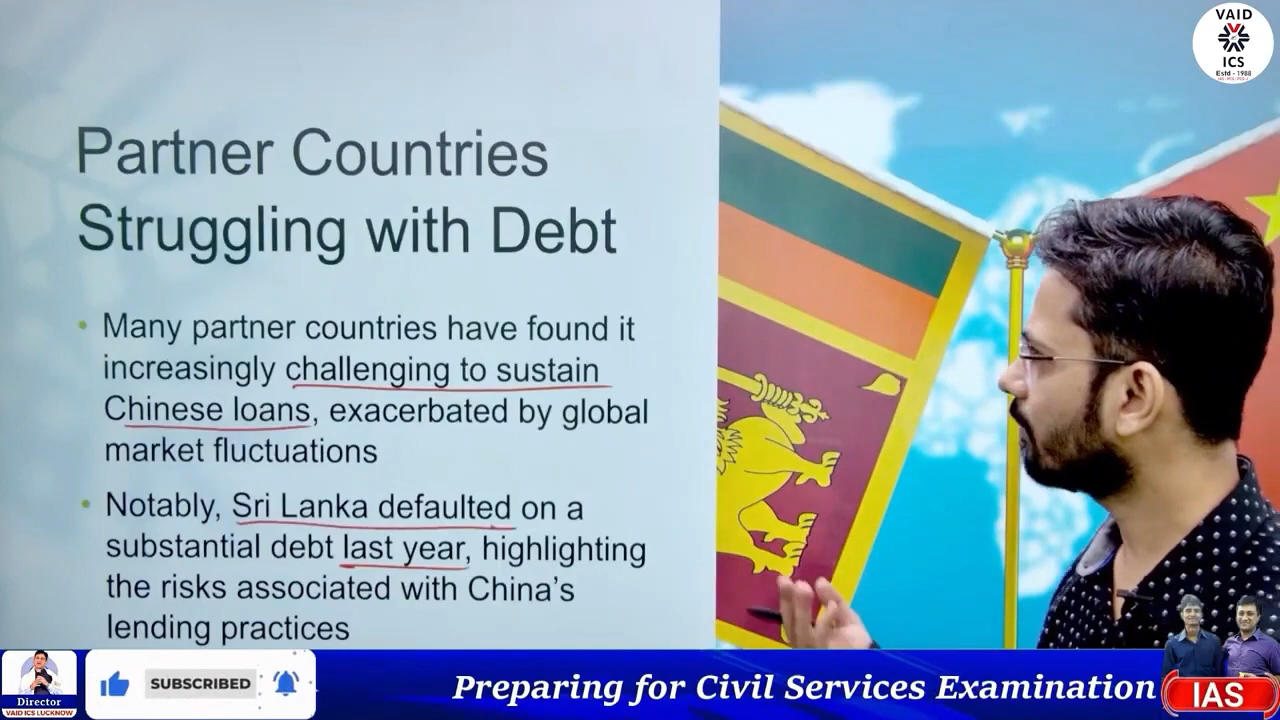 VAID
ICS
Estd - 1988
Partner Countries
Struggling with Debt
• Many partner countries have found it
increasingly challenging to sustain
Chinese loans, exacerbated by global
market fluctuations
• Notably, Sri Lanka defaulted on a
substantial debt last year, highlighting
the risks associated with China's
lending practices
Director
VAID ICS LUCKNOW
SUBSCRIBED
Preparing for Civil Services Examination
IAS